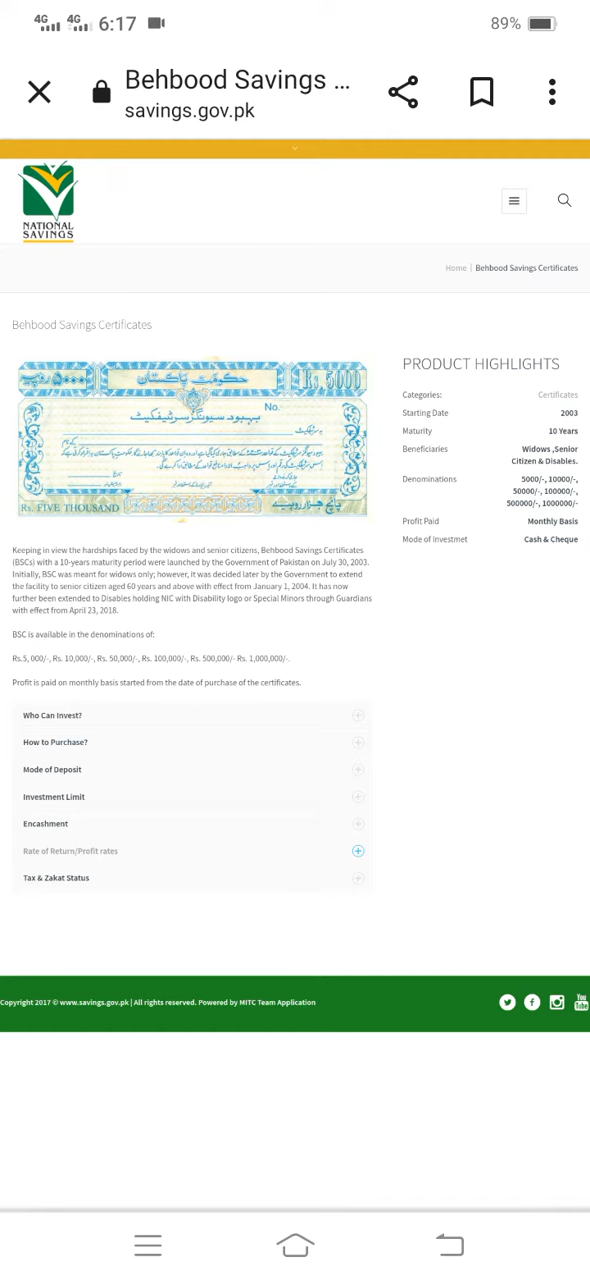 4G 4G 6:17 89%
Behbood Savings ...
savings.gov.pk
NATIONAL
SAVINGS
Home | Behbood Savings Certificates
Behbood Savings Certificates
حکومت پاکستان
Rs. 5000
No.
بہبود سیونگز سرٹیفکیٹ
Rs. FIVE THOUSAND
پانچ ہزار روپے
PRODUCT HIGHLIGHTS
Categories: Certificates
Starting Date 2003
Maturity 10 Years
Beneficiaries Widows ,Senior
Citizen & Disables.
Denominations 5000/-, 10000/-,
50000/-, 100000/-,
500000/-, 1000000/-
Profit Paid Monthly Basis
Mode of Investmet Cash & Cheque
Keeping in view the hardships faced by the widows and senior citizens, Behbood Savings Certificates
(BSCs) with a 10-years maturity period were launched by the Government of Pakistan on July 30, 2003.
Initially, BSC was meant for widows only; however, it was decided later by the Government to extend
the facility to senior citizen aged 60 years and above with effect from January 1, 2004. It has now
further been extended to Disables holding NIC with Disability logo or Special Minors through Guardians
with effect from April 23, 2018.
BSC is available in the denominations of:
Rs.5, 000/-, Rs. 10,000/-, Rs. 50,000/-, Rs. 100,000/-, Rs. 500,000/- Rs. 1,000,000/-.
Profit is paid on monthly basis started from the date of purchase of the certificates.
Who Can Invest?
How to Purchase?
Mode of Deposit
Investment Limit
Encashment
Rate of Return/Profit rates
Tax & Zakat Status
Copyright 2017 © www.savings.gov.pk | All rights reserved. Powered by MITC Team Application
You
Tube